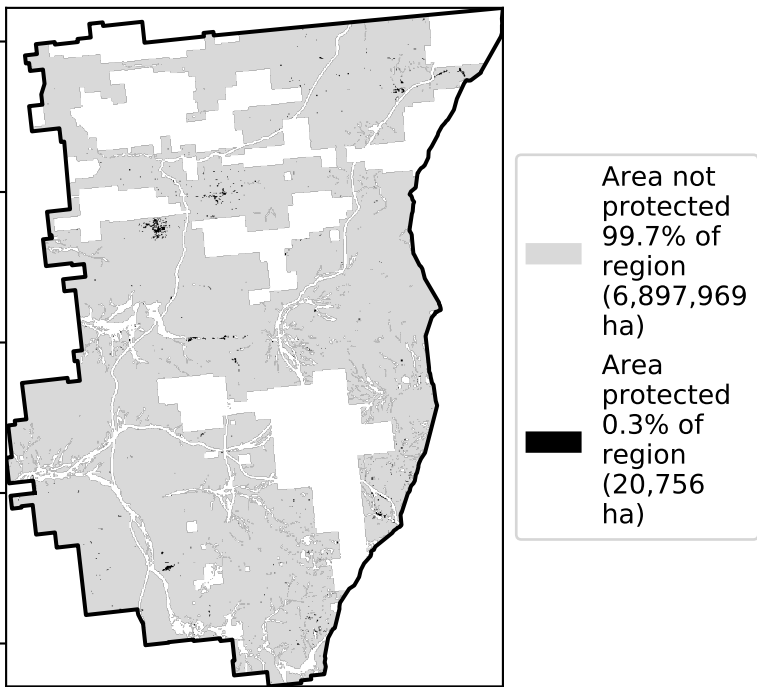 Area not
protected
99.7% of
region
(6,897,969
ha)
Area
protected
0.3% of
region
(20,756
ha)